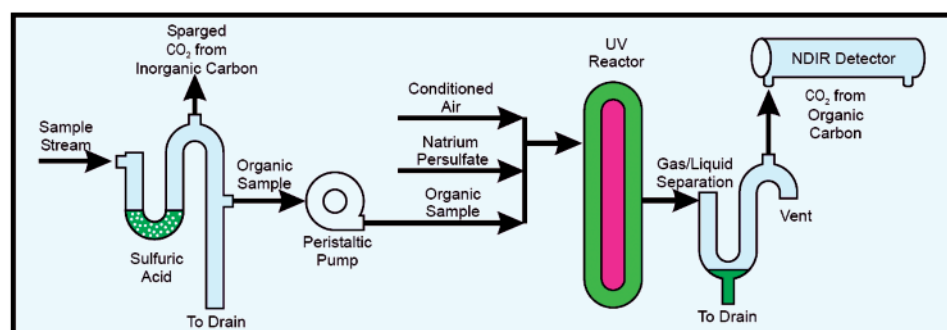 Sparged
CO₂ from
Inorganic Carbon
Sample
Stream
Sulfuric
Acid
To Drain
Organic
Sample
Peristaltic
Pump
Conditioned
Air
Natrium
Persulfate
Organic
Sample
UV
Reactor
Gas/Liquid
Separation
To Drain
NDIR Detector
CO₂ from
Organic
Carbon
Vent